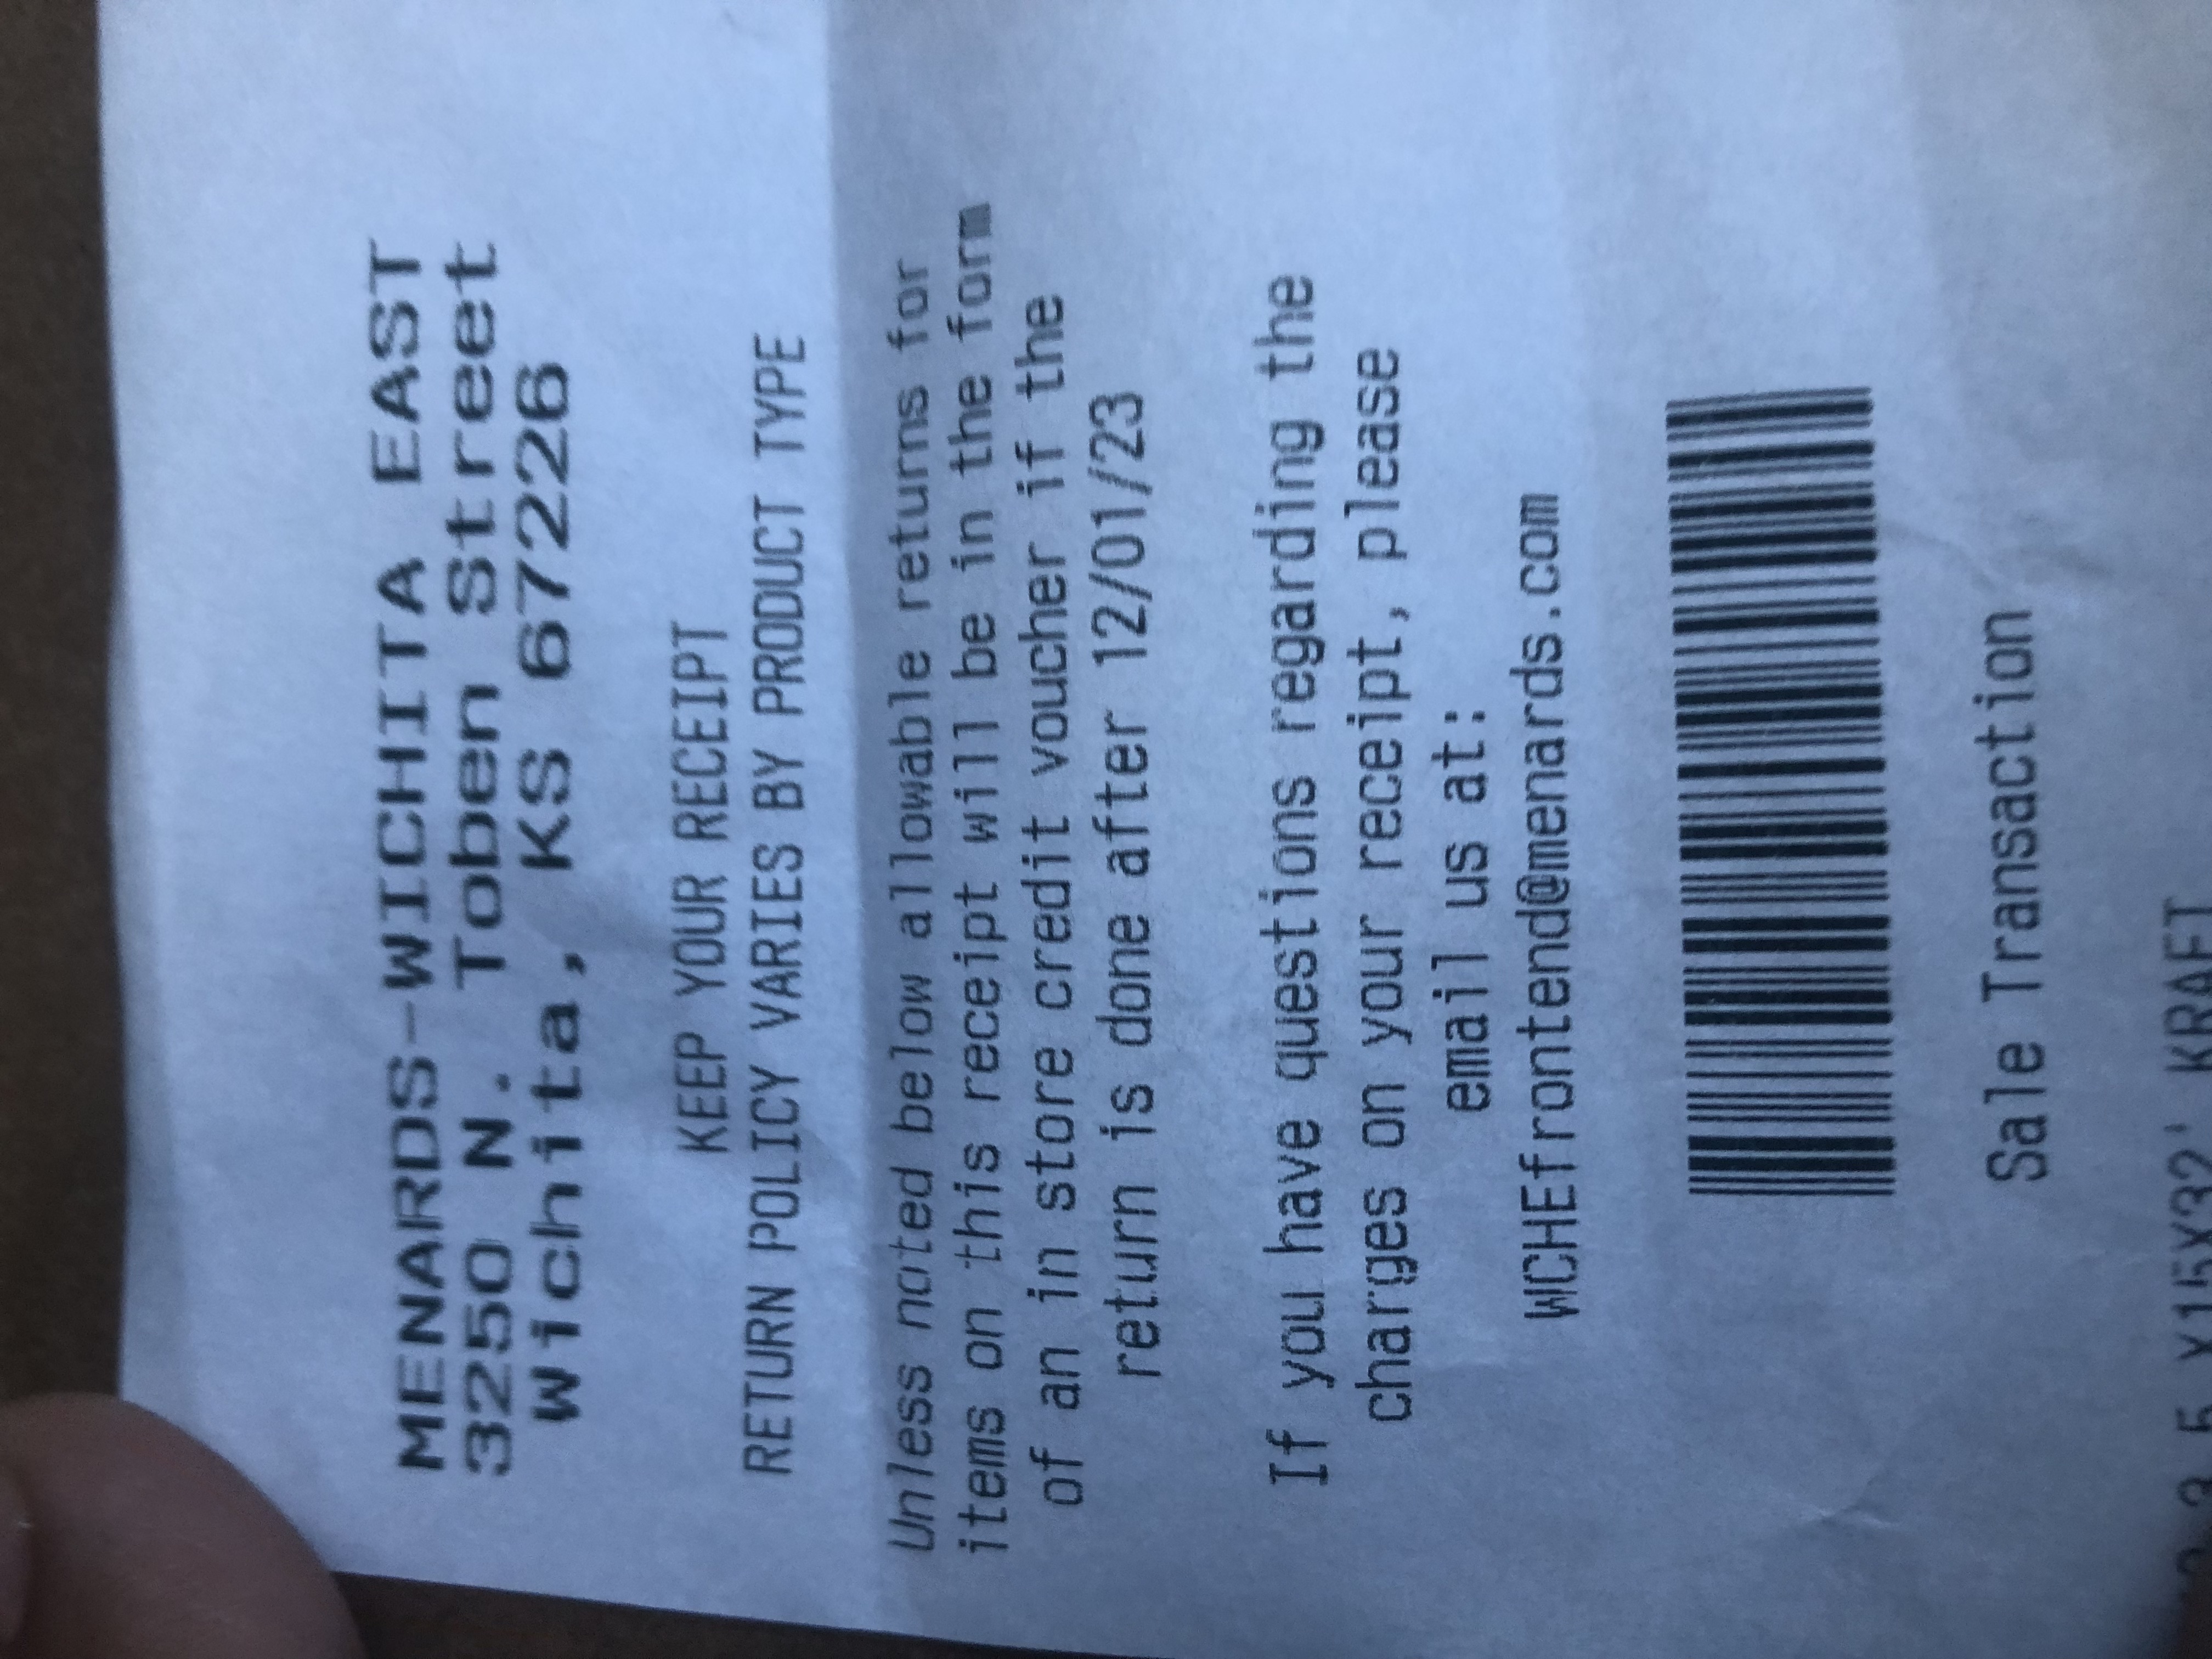 MENARDS-WICHITA EAST
3250 N. Toben Street
Wichita, KS 67226
KEEP YOUR RECEIPT
RETURN POLICY VARIES BY PRODUCT TYPE
Unless noted below allowable returns for
items on this receipt will be in the form
of an in store credit voucher if the
return is done after 12/01/23
If you have questions regarding the
charges on your receipt, please
email us at:
WCHEfrontend@menards.com
Sale Transaction
X15X32' KRAFT